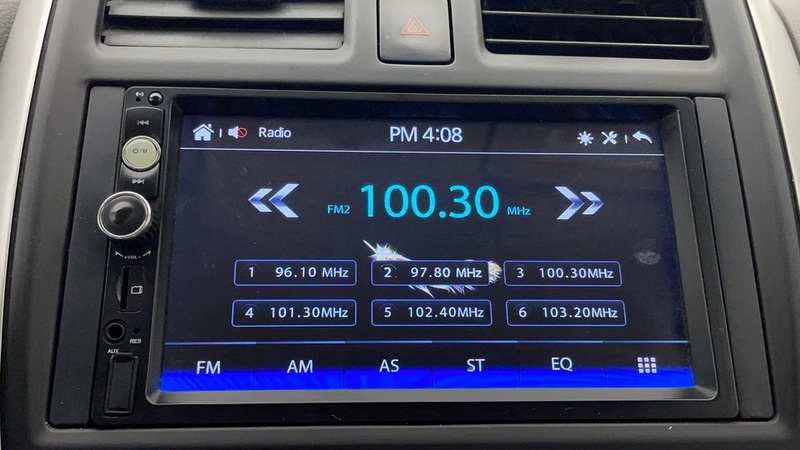 Radio PM 4:08
FM2 100.30 MHz
1 96.10 MHz 2 97.80 MHz 3 100.30MHz
4 101.30MHz 5 102.40MHz 6 103.20MHz
FM AM AS ST EQ
⏻/M
VOL
RES
AUX